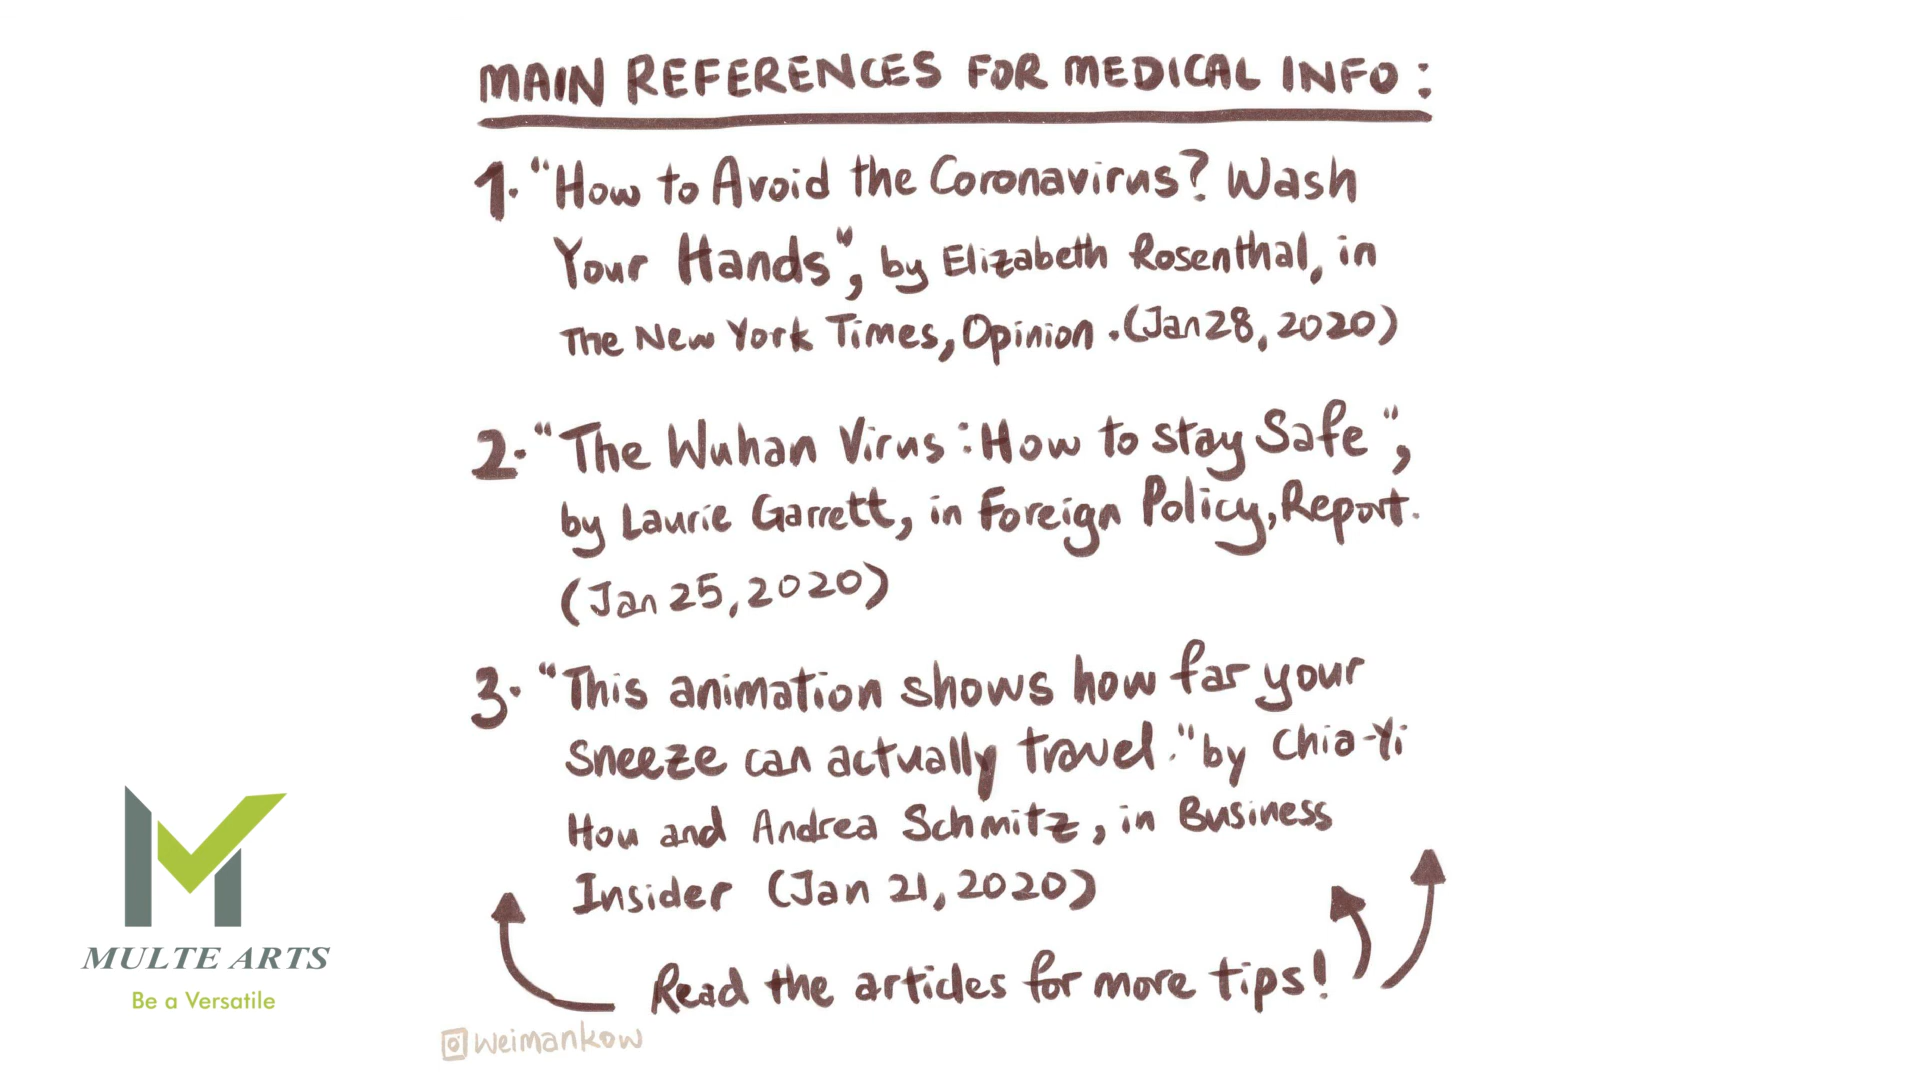 MAIN REFERENCES FOR MEDICAL INFO:
1. "How to Avoid the Coronavirus? Wash
Your Hands", by Elizabeth Rosenthal, in
The New York Times, Opinion. (Jan 28, 2020)
2. "The Wuhan Virus: How to stay Safe",
by Laurie Garrett, in Foreign Policy, Report.
(Jan 25, 2020)
3. "This animation shows how far your
sneeze can actually travel." by Chia-Yi
Hou and Andrea Schmitz, in Business
Insider (Jan 21, 2020)
Read the articles for more tips!
weimankow
MULTE ARTS
Be a Versatile